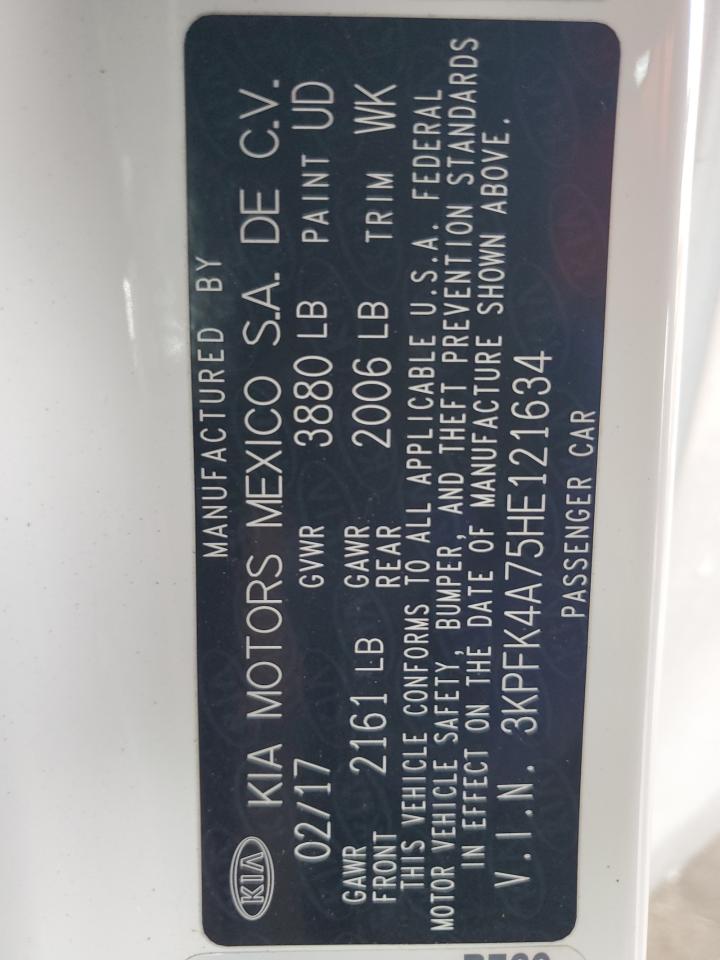 MANUFACTURED BY
KIA KIA MOTORS MEXICO S.A. DE C.V.
02/17 GVWR 3880 LB PAINT UD
GAWR FRONT 2161 LB GAWR REAR 2006 LB TRIM WK
THIS VEHICLE CONFORMS TO ALL APPLICABLE U.S.A. FEDERAL
MOTOR VEHICLE SAFETY, BUMPER, AND THEFT PREVENTION STANDARDS
IN EFFECT ON THE DATE OF MANUFACTURE SHOWN ABOVE.
V.I.N. 3KPFK4A75HE121634
PASSENGER CAR